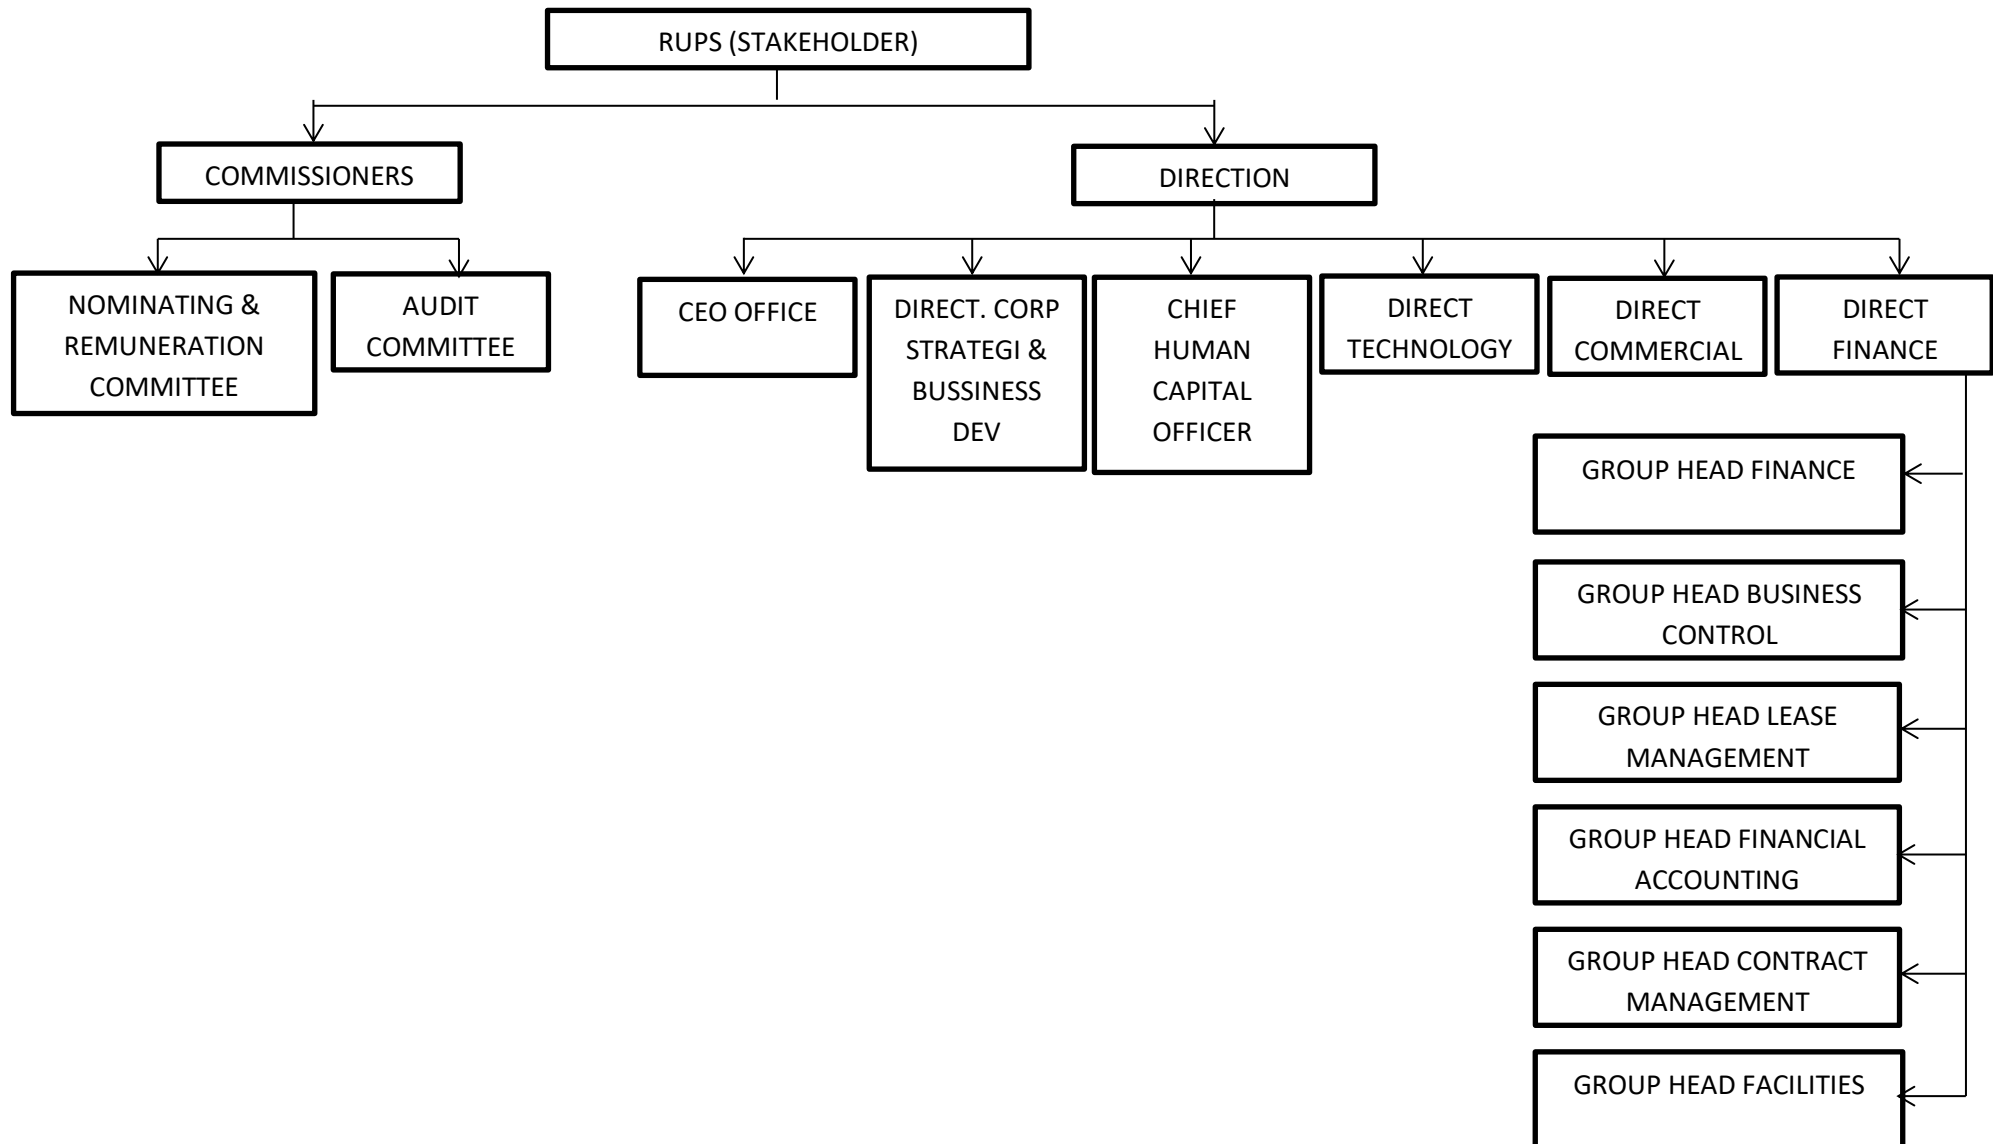 RUPS (STAKEHOLDER)
COMMISSIONERS
DIRECTION
NOMINATING &
REMUNERATION
COMMITTEE
AUDIT
COMMITTEE
CEO OFFICE
DIRECT. CORP
STRATEGI &
BUSSINESS
DEV
CHIEF
HUMAN
CAPITAL
OFFICER
DIRECT
TECHNOLOGY
DIRECT
COMMERCIAL
DIRECT
FINANCE
GROUP HEAD FINANCE
GROUP HEAD BUSINESS
CONTROL
GROUP HEAD LEASE
MANAGEMENT
GROUP HEAD FINANCIAL
ACCOUNTING
GROUP HEAD CONTRACT
MANAGEMENT
GROUP HEAD FACILITIES